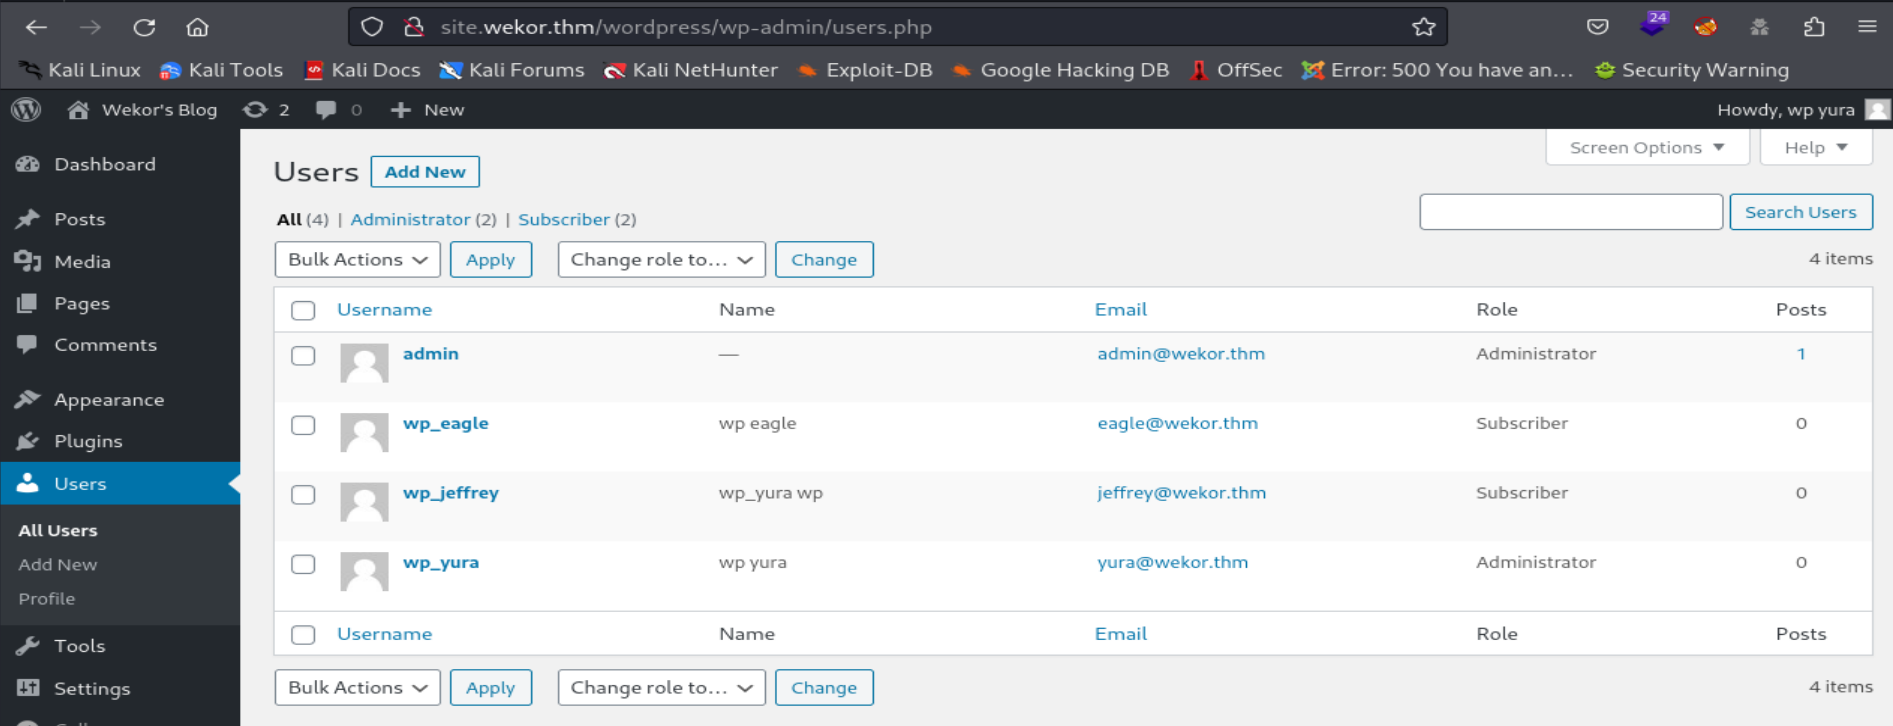 site.wekor.thm/wordpress/wp-admin/users.php
24
Kali Linux Kali Tools Kali Docs Kali Forums Kali NetHunter Exploit-DB Google Hacking DB OffSec Error: 500 You have an... Security Warning
Wekor's Blog 2 0 New Howdy, wp yura
Dashboard
Posts
Media
Pages
Comments
Appearance
Plugins
Users
All Users
Add New
Profile
Tools
Settings
Screen Options Help
Users Add New
All (4) | Administrator (2) | Subscriber (2)
Search Users
Bulk Actions Apply Change role to... Change 4 items
Username Name Email Role Posts
admin — admin@wekor.thm Administrator 1
wp_eagle wp eagle eagle@wekor.thm Subscriber 0
wp_jeffrey wp_yura wp jeffrey@wekor.thm Subscriber 0
wp_yura wp yura yura@wekor.thm Administrator 0
Username Name Email Role Posts
Bulk Actions Apply Change role to... Change 4 items